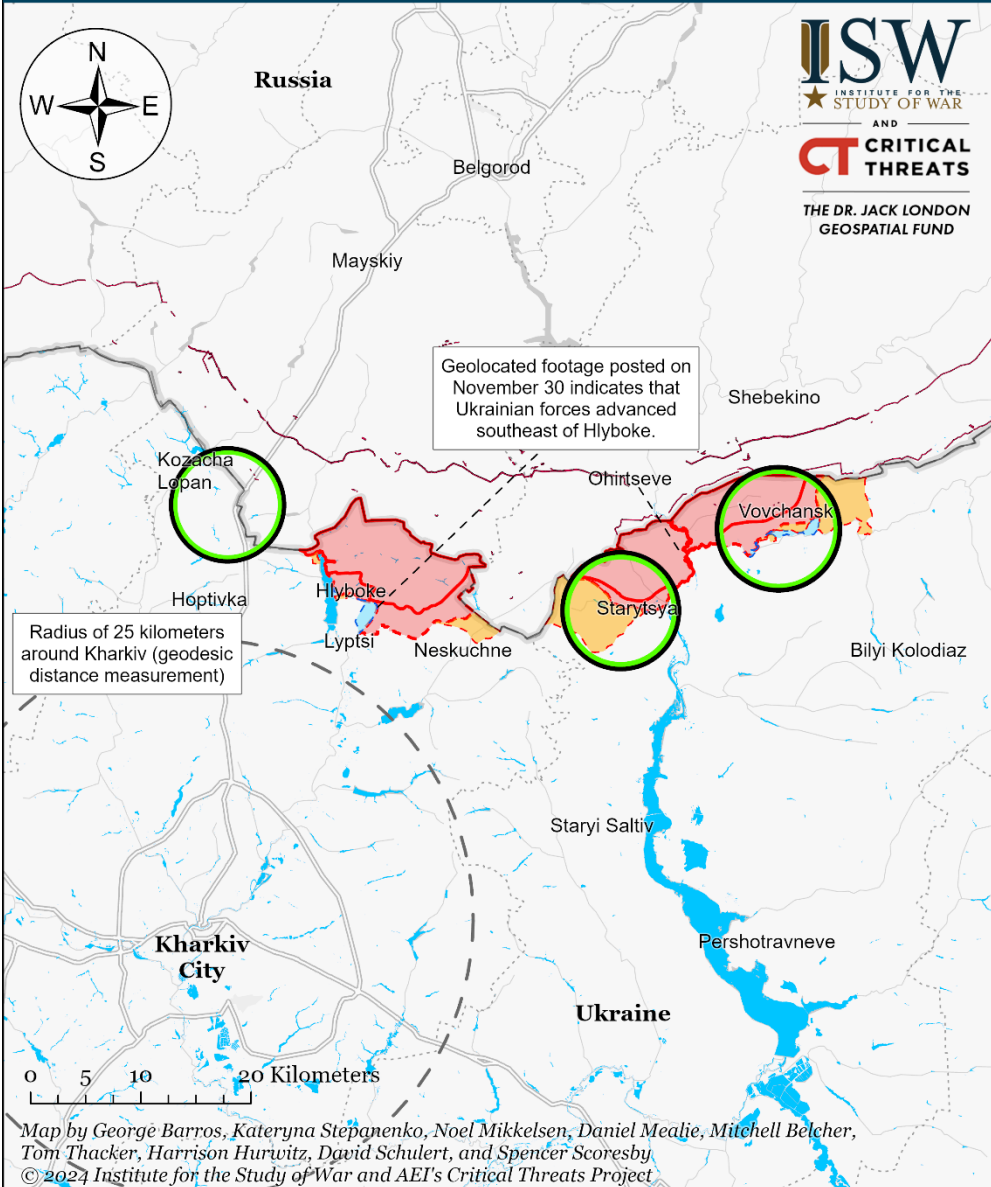 N
W
E
S
Russia
ISW
INSTITUTE FOR THE
STUDY OF WAR
AND
CT CRITICAL
THREATS
THE DR. JACK LONDON
GEOSPATIAL FUND
Belgorod
Mayskiy
Geolocated footage posted on
November 30 indicates that
Ukrainian forces advanced
southeast of Hlyboke.
Shebekino
Kozacha
Lopan
Ohirtseve
Vovchansk
Hlyboke
Hoptivka
Starytsya
Radius of 25 kilometers
around Kharkiv (geodesic
distance measurement)
Lyptsi
Neskuchne
Bilyi Kolodiaz
Staryi Saltiv
Pershotravneve
Kharkiv
City
Ukraine
0 5 10 20 Kilometers
Map by George Barros, Kateryna Stepanenko, Noel Mikkelsen, Daniel Mealie, Mitchell Belcher,
Tom Thacker, Harrison Hurwitz, David Schulert, and Spencer Scoresby
© 2024 Institute for the Study of War and AEI's Critical Threats Project